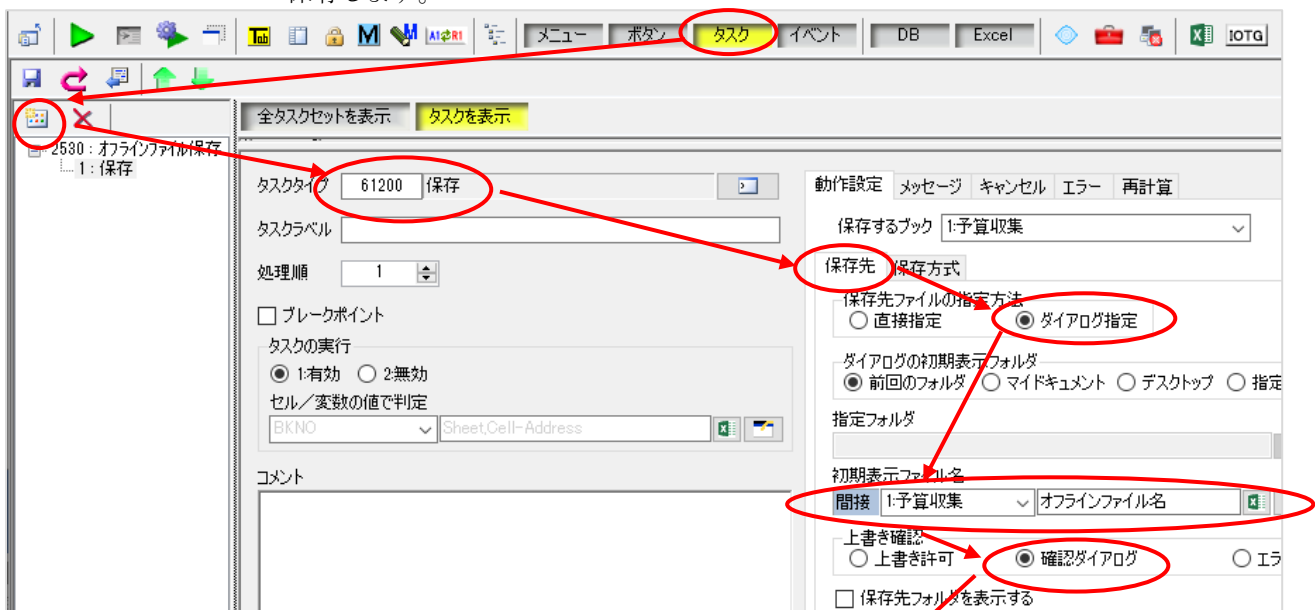 保存します。
Tab M M A1⇄R1 メニュー ボタン タスク イベント DB Excel IOTG
全タスクセットを表示 タスクを表示
2530 : オフラインファイル保存
1 : 保存
タスクタイプ 61200 保存
タスクラベル
処理順 1
ブレークポイント
タスクの実行
1:有効 2:無効
セル/変数の値で判定
BKNO Sheet,Cell-Address
コメント
動作設定 メッセージ キャンセル エラー 再計算
保存するブック 1:予算収集
保存先 保存方式
保存先ファイルの指定方法
直接指定 ダイアログ指定
ダイアログの初期表示フォルダ
前回のフォルダ マイドキュメント デスクトップ 指定
指定フォルダ
初期表示ファイル名
間接 1:予算収集 オフラインファイル名
上書き確認
上書き許可 確認ダイアログ エラ
保存先フォルダを表示する